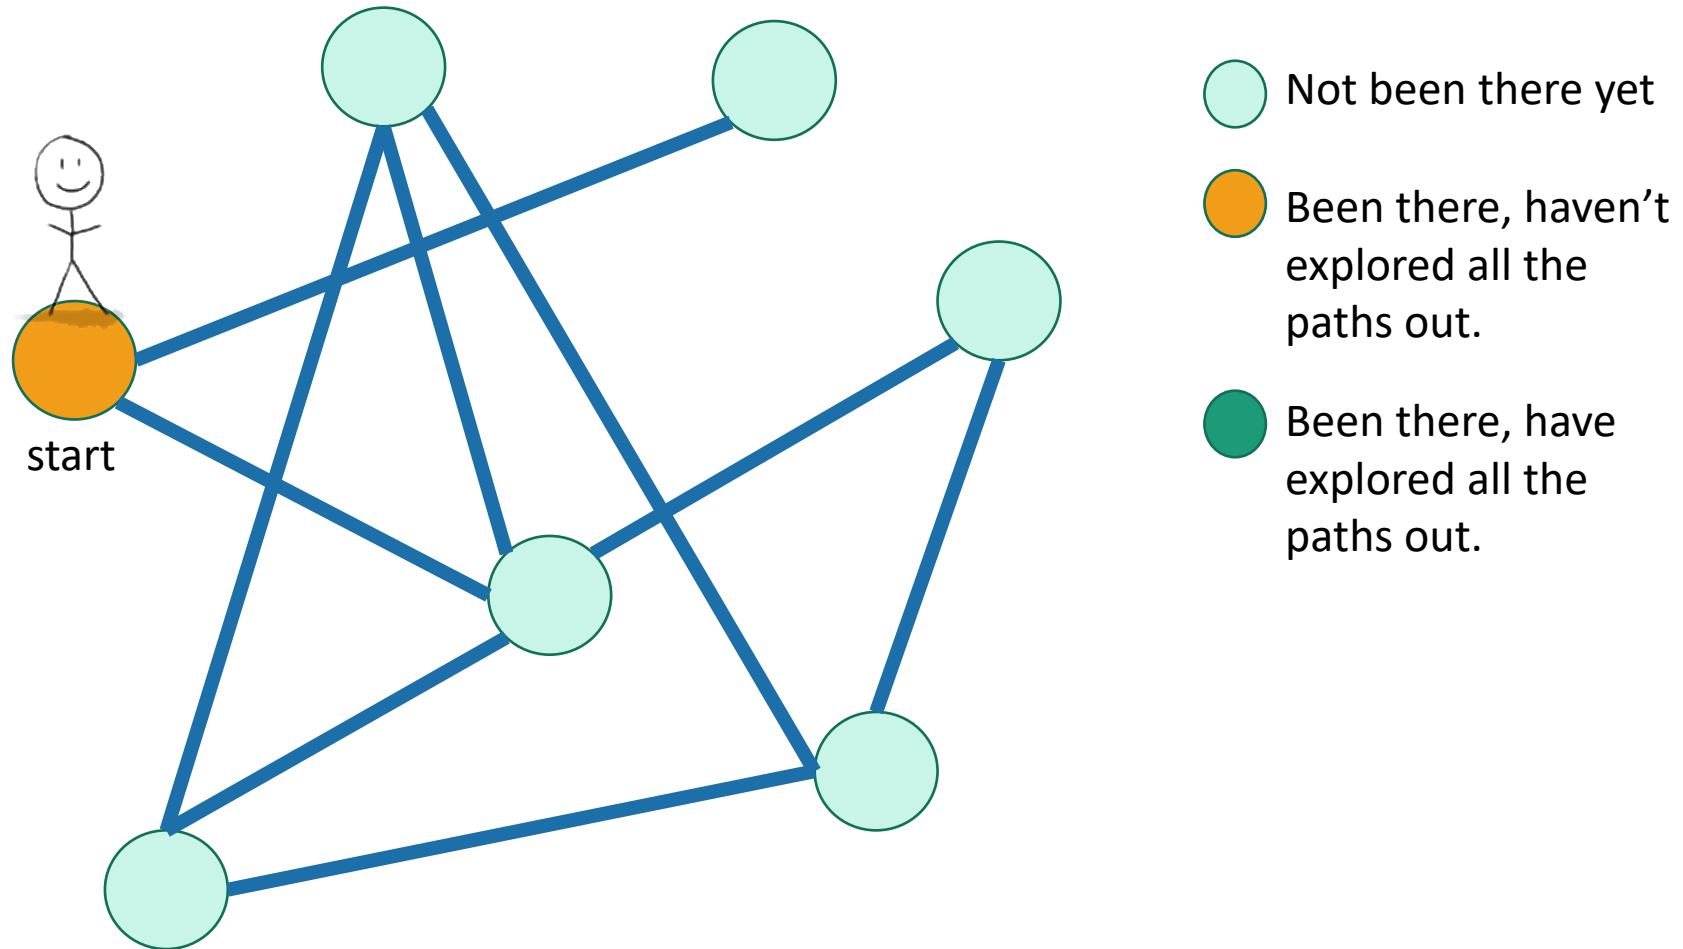 start
Not been there yet
Been there, haven’t
explored all the
paths out.
Been there, have
explored all the
paths out.